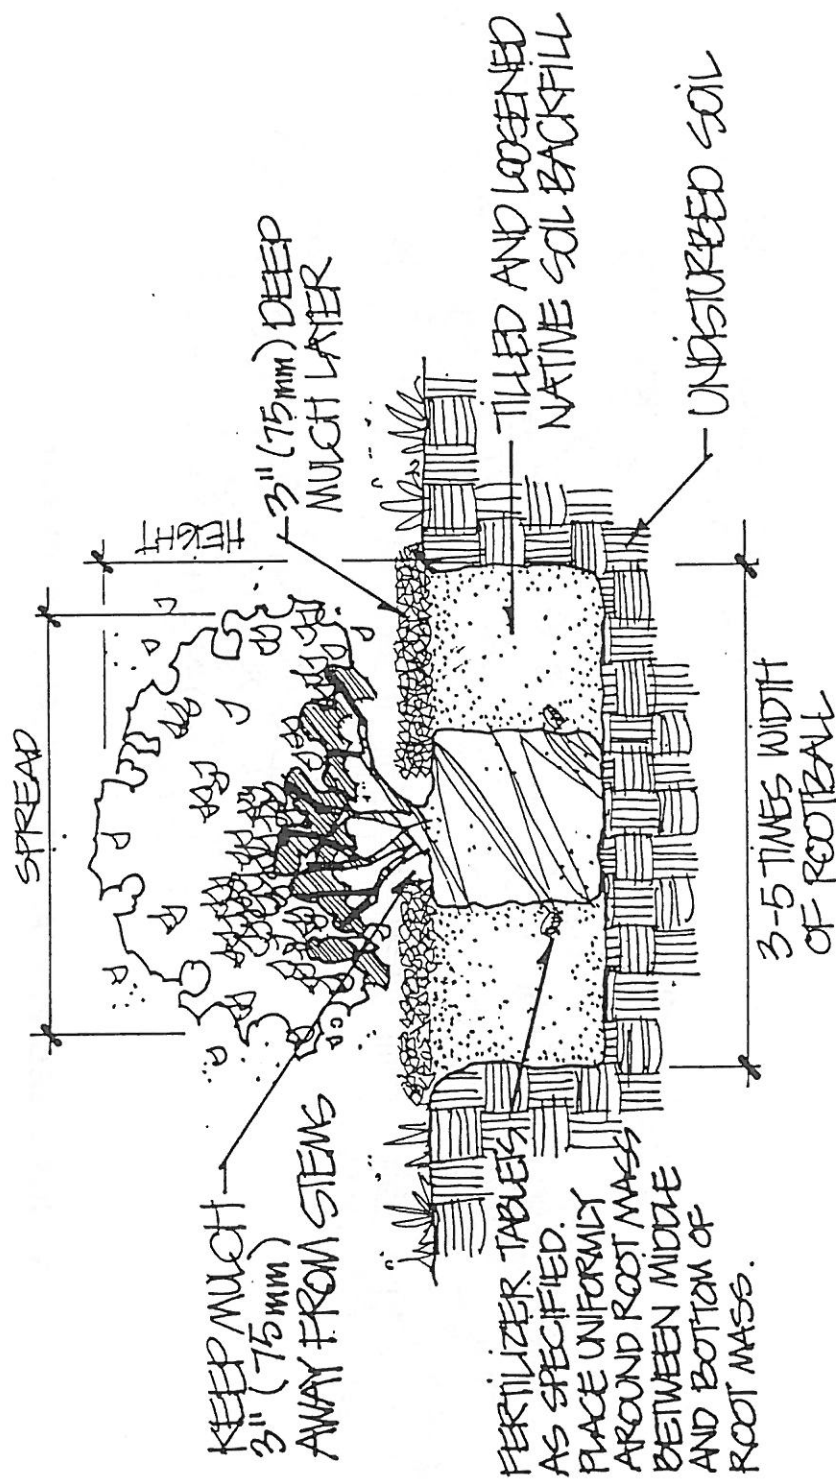 SPREAD
HEIGHT
KEEP MULCH
3" (75mm)
AWAY FROM STEMS
3" (75mm) DEEP
MULCH LAYER
FERTILIZER TABLETS
AS SPECIFIED.
PLACE UNIFORMLY
AROUND ROOT MASS
BETWEEN MIDDLE
AND BOTTOM OF
ROOT MASS.
TILLED AND LOOSENED
NATIVE SOIL BACKFILL
UNDISTURBED SOIL
3-5 TIMES WIDTH
OF ROOTBALL